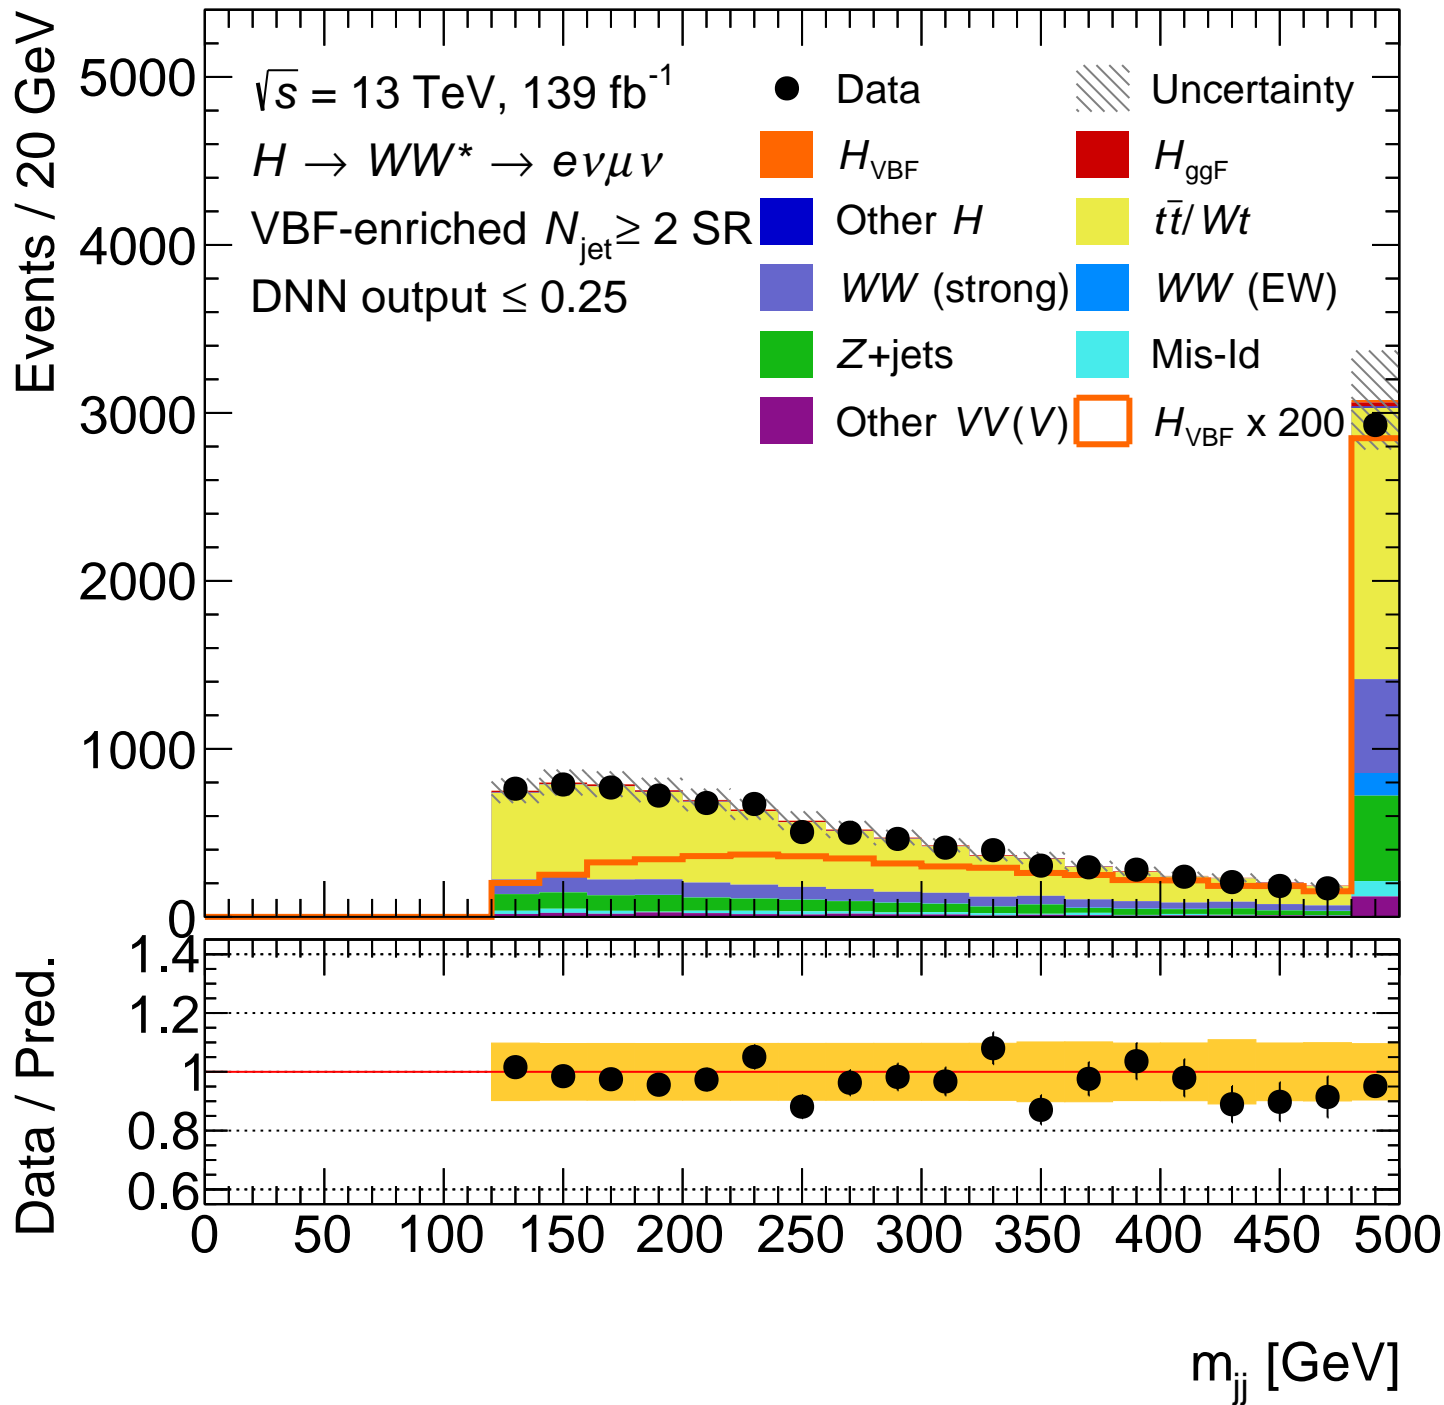 Events / 20 GeV
5000
4000
3000
2000
1000
0
√s = 13 TeV, 139 fb⁻¹
H → WW* → eνμν
VBF-enriched N_jet ≥ 2 SR
DNN output ≤ 0.25
Data
Uncertainty
H_VBF
H_ggF
Other H
tt̄/Wt
WW (strong)
WW (EW)
Z+jets
Mis-Id
Other VV(V)
H_VBF x 200
Data / Pred.
1.4
1.2
1
0.8
0.6
0 50 100 150 200 250 300 350 400 450 500
m_jj [GeV]